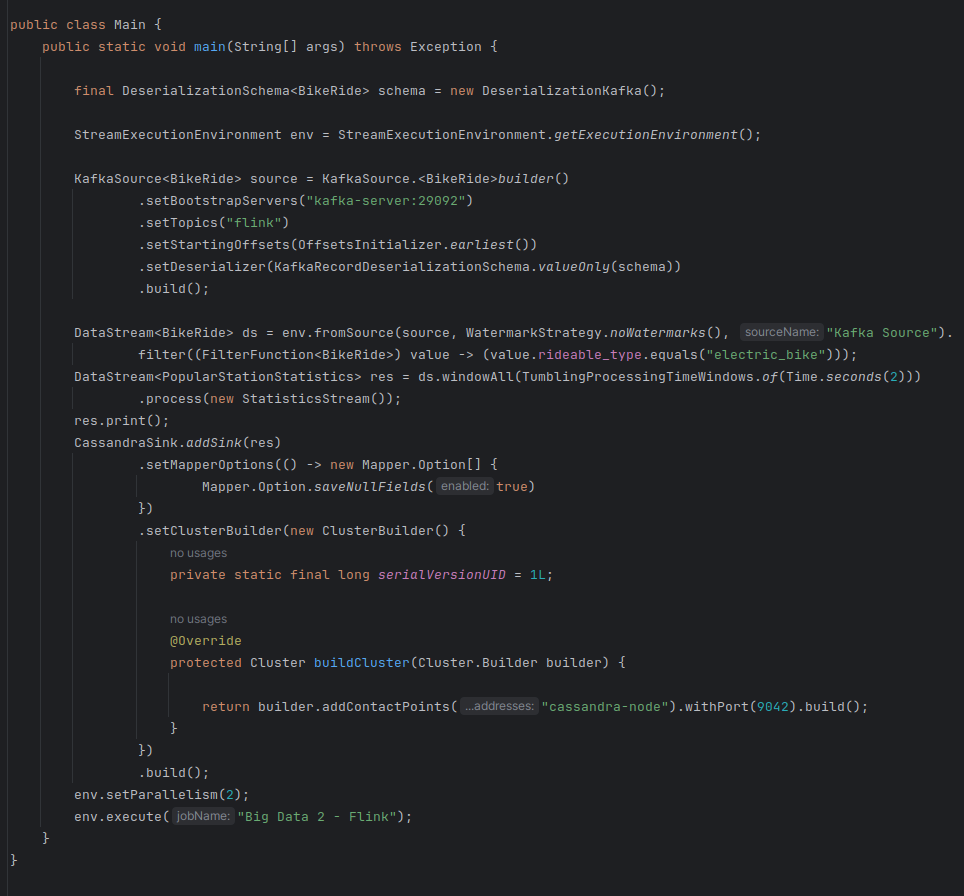 public class Main {
    public static void main(String[] args) throws Exception {
        final DeserializationSchema<BikeRide> schema = new DeserializationKafka();
        StreamExecutionEnvironment env = StreamExecutionEnvironment.getExecutionEnvironment();
        KafkaSource<BikeRide> source = KafkaSource.<BikeRide>builder()
                .setBootstrapServers("kafka-server:29092")
                .setTopics("flink")
                .setStartingOffsets(OffsetsInitializer.earliest())
                .setDeserializer(KafkaRecordDeserializationSchema.valueOnly(schema))
                .build();
        DataStream<BikeRide> ds = env.fromSource(source, WatermarkStrategy.noWatermarks(), sourceName: "Kafka Source").
                filter((FilterFunction<BikeRide>) value -> (value.rideable_type.equals("electric_bike")));
        DataStream<PopularStationStatistics> res = ds.windowAll(TumblingProcessingTimeWindows.of(Time.seconds(2)))
                .process(new StatisticsStream());
        res.print();
        CassandraSink.addSink(res)
                .setMapperOptions(() -> new Mapper.Option[] {
                        Mapper.Option.saveNullFields( enabled: true)
                })
                .setClusterBuilder(new ClusterBuilder() {
                    no usages
                    private static final long serialVersionUID = 1L;
                    no usages
                    @Override
                    protected Cluster buildCluster(Cluster.Builder builder) {
                        return builder.addContactPoints( ...addresses: "cassandra-node").withPort(9042).build();
                    }
                })
                .build();
        env.setParallelism(2);
        env.execute( jobName: "Big Data 2 - Flink");
    }
}